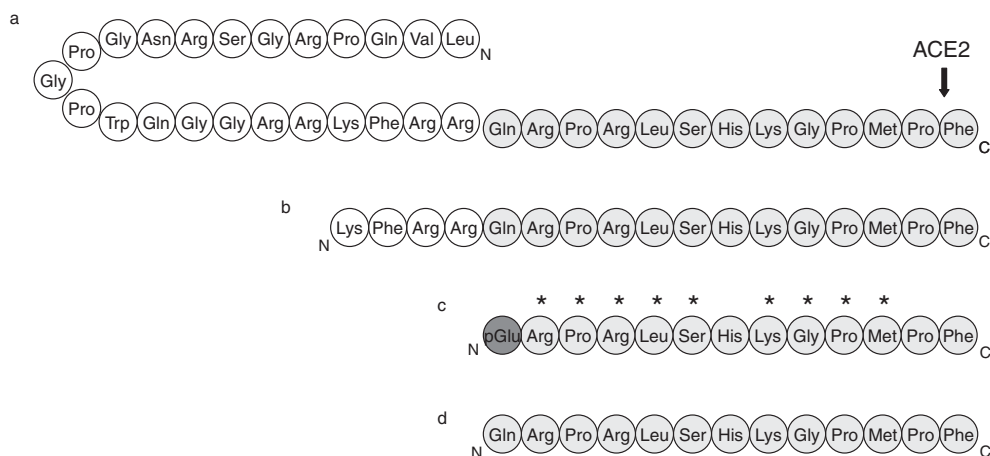 a
Gly Asn Arg Ser Gly Arg Pro Gln Val Leu N
Pro
ACE2
Gly
Pro
Trp Gln Gly Gly Arg Arg Lys Phe Arg Arg Gln Arg Pro Arg Leu Ser His Lys Gly Pro Met Pro Phe C
b
N Lys Phe Arg Arg Gln Arg Pro Arg Leu Ser His Lys Gly Pro Met Pro Phe C
c
* * * * * * * * *
N pGlu Arg Pro Arg Leu Ser His Lys Gly Pro Met Pro Phe C
d
N Gln Arg Pro Arg Leu Ser His Lys Gly Pro Met Pro Phe C